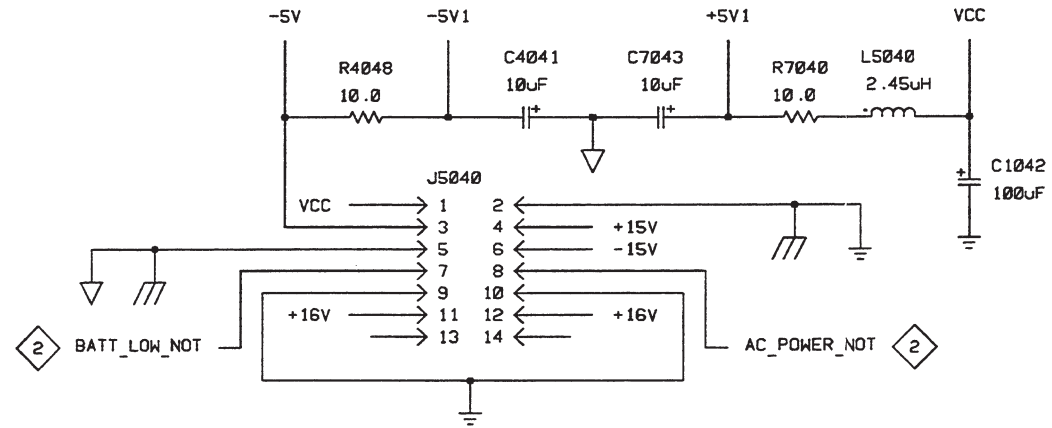 -5V -5V1 +5V1 VCC
R4048 C4041 C7043 R7040 L5040
10.0 10uF 10uF 10.0 2.45uH
+ + +
C1042
100uF
J5040
VCC 1 2
3 4 +15V
5 6 -15V
7 8
9 10
+16V 11 12 +16V
13 14
2 BATT_LOW_NOT AC_POWER_NOT 2